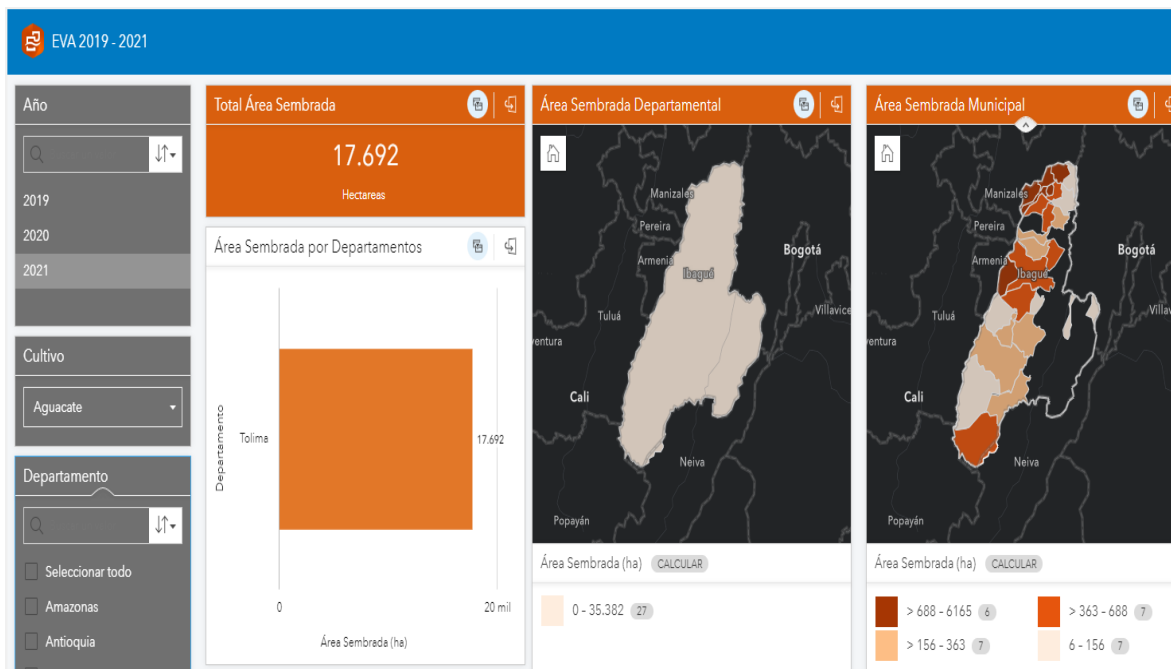 EVA 2019 - 2021
Año
2019
2020
2021
Cultivo
Aguacate
Departamento
Seleccionar todo
Amazonas
Antioquia
Total Área Sembrada
17.692
Hectareas
Área Sembrada por Departamentos
Departamento
Tolima
17.692
0
20 mil
Área Sembrada (ha)
Área Sembrada Departamental
Manizales
Pereira
Armenia
Ibagué
Bogotá
Tuluá
Villavice
entura
Cali
Neiva
Popayán
Área Sembrada (ha) CALCULAR
0 - 35.382 27
Área Sembrada Municipal
Manizales
Pereira
Armenia
Ibagué
Bogotá
Tuluá
Villav
entura
Cali
Neiva
Popayán
Área Sembrada (ha) CALCULAR
> 688 - 6165 6
> 363 - 688 7
> 156 - 363 7
6 - 156 7